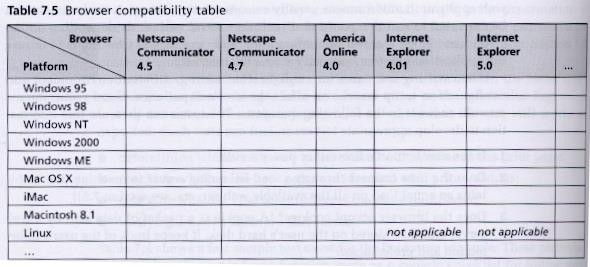 Table 7.5 Browser compatibility table
Browser Netscape Netscape America Internet Internet
Communicator Communicator Online Explorer Explorer
Platform 4.5 4.7 4.0 4.01 5.0 ...
Windows 95
Windows 98
Windows NT
Windows 2000
Windows ME
Mac OS X
iMac
Macintosh 8.1
Linux not applicable not applicable
...